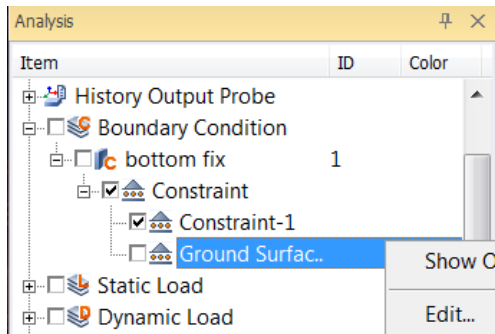 Analysis
Item ID Color
History Output Probe
Boundary Condition
bottom fix 1
Constraint
Constraint-1
Ground Surfac..
Show O
Static Load
Edit...
Dynamic Load